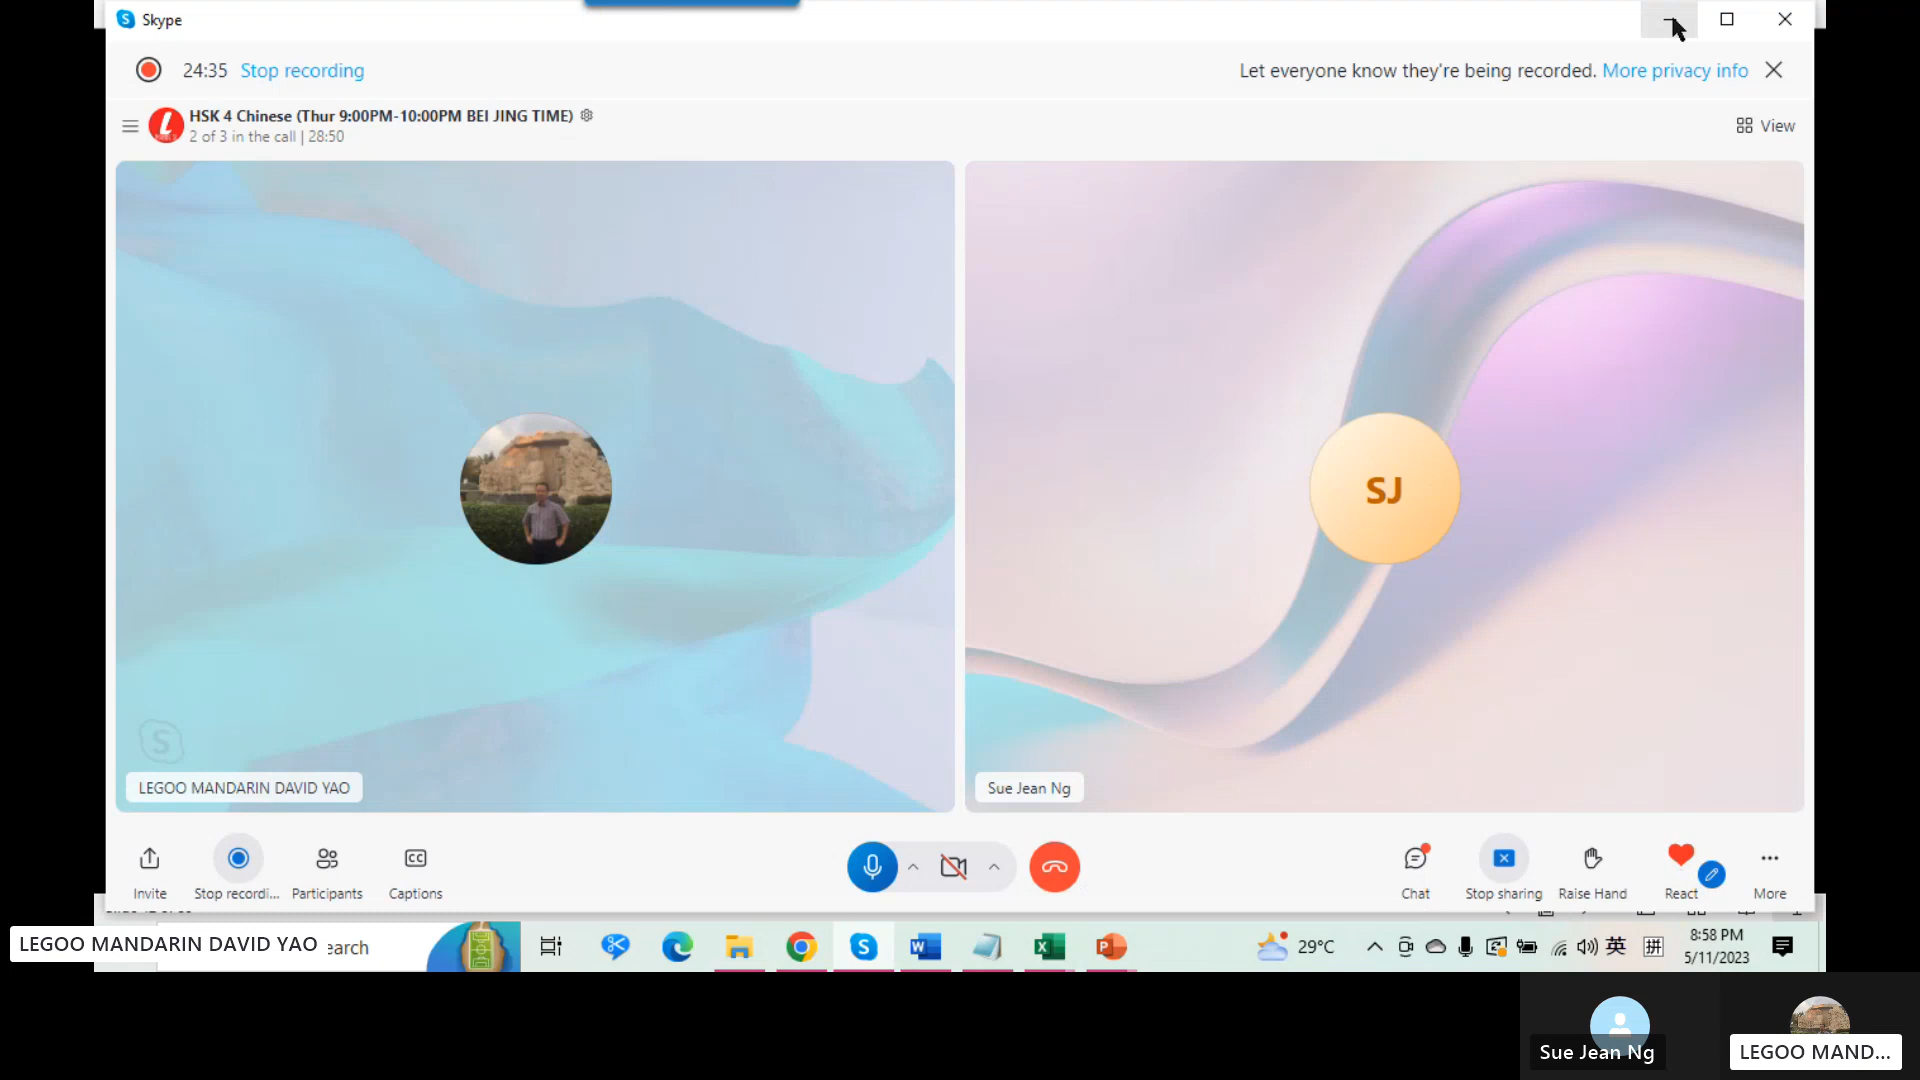 Skype
24:35 Stop recording
Let everyone know they're being recorded. More privacy info
HSK 4 Chinese (Thur 9:00PM-10:00PM BEI JING TIME)
2 of 3 in the call | 28:50
View
SJ
LEGOO MANDARIN DAVID YAO
Sue Jean Ng
Invite
Stop recordi...
Participants
Captions
Chat
Stop sharing
Raise Hand
React
More
LEGOO MANDARIN DAVID YAO
earch
29°C
英
拼
8:58 PM
5/11/2023
Sue Jean Ng
LEGOO MAND...